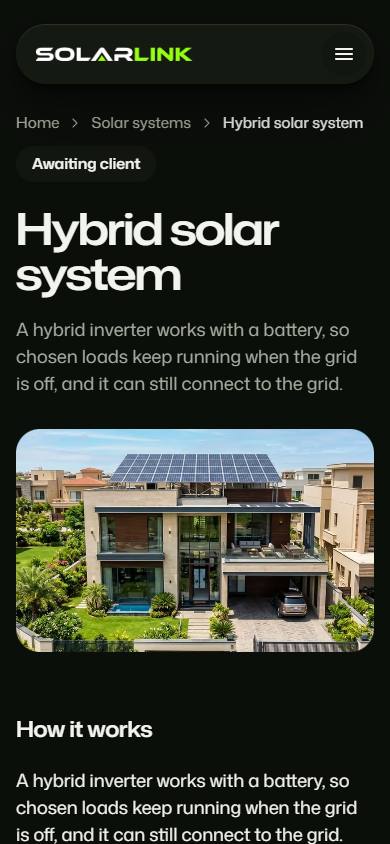 SOLARLINK
Home > Solar systems > Hybrid solar system
Awaiting client
Hybrid solar
system
A hybrid inverter works with a battery, so
chosen loads keep running when the grid
is off, and it can still connect to the grid.
How it works
A hybrid inverter works with a battery, so
chosen loads keep running when the grid
is off, and it can still connect to the grid.